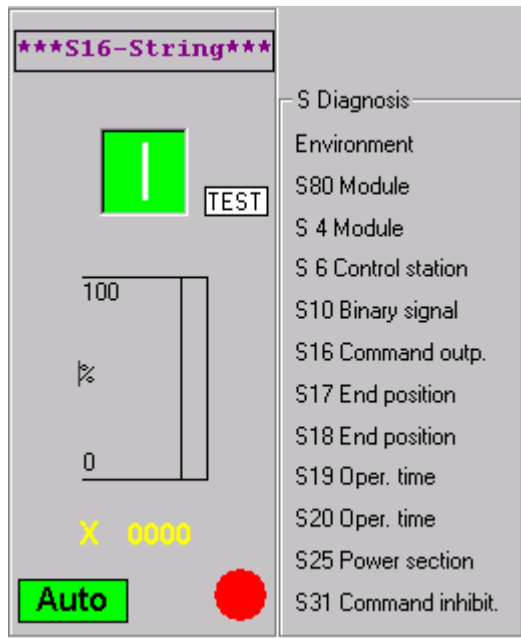 ***S16-String***
TEST
100
%
0
X 0000
Auto
S Diagnosis
Environment
S80 Module
S 4 Module
S 6 Control station
S10 Binary signal
S16 Command outp.
S17 End position
S18 End position
S19 Oper. time
S20 Oper. time
S25 Power section
S31 Command inhibit.